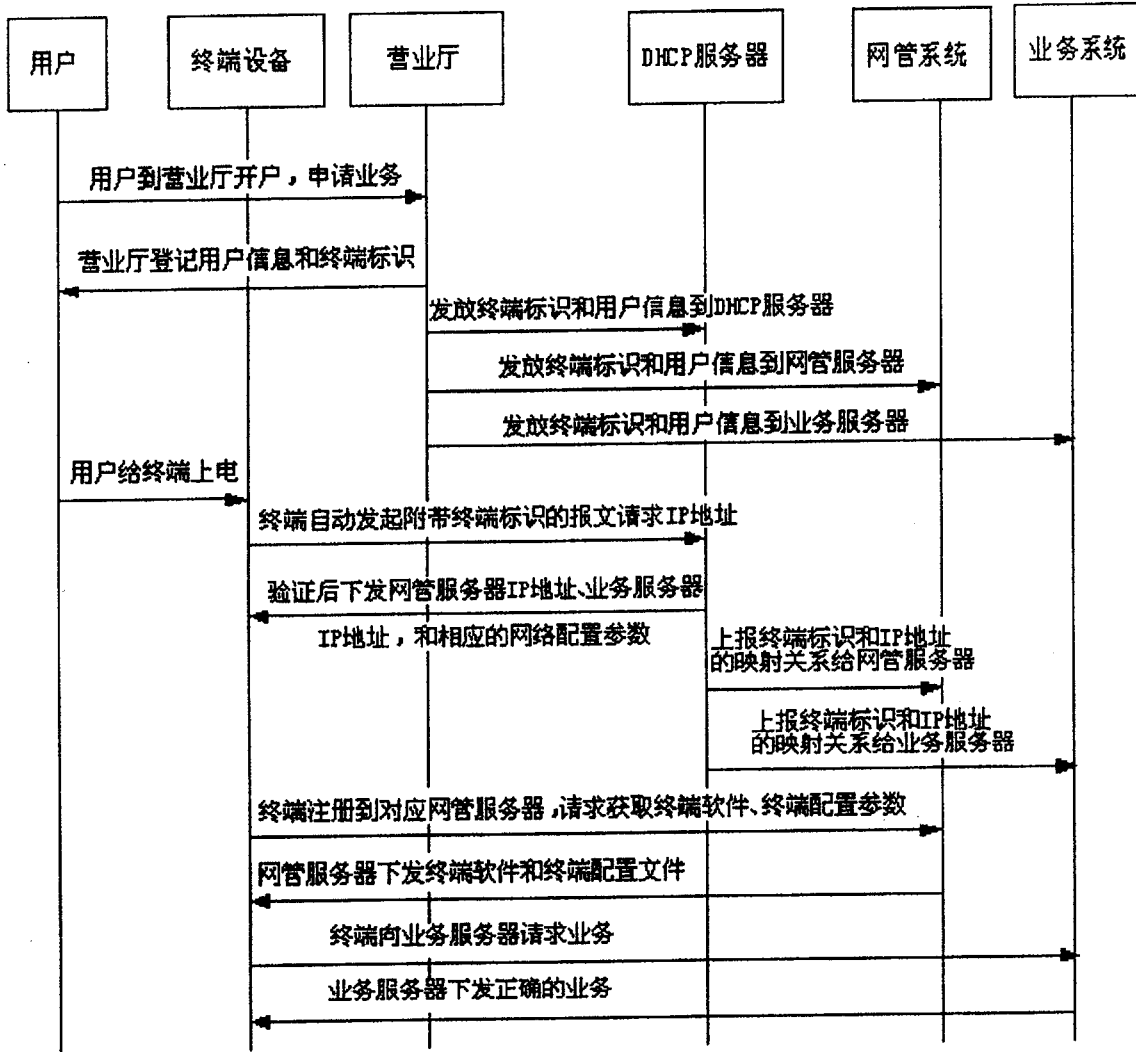 用户
终端设备
营业厅
DHCP服务器
网管系统
业务系统
用户到营业厅开户，申请业务
营业厅登记用户信息和终端标识
发放终端标识和用户信息到DHCP服务器
发放终端标识和用户信息到网管服务器
发放终端标识和用户信息到业务服务器
用户给终端上电
终端自动发起附带终端标识的报文请求IP地址
验证后下发网管服务器IP地址、业务服务器
IP地址，和相应的网络配置参数
上报终端标识和IP地址
的映射关系给网管服务器
上报终端标识和IP地址
的映射关系给业务服务器
终端注册到对应网管服务器，请求获取终端软件、终端配置参数
网管服务器下发终端软件和终端配置文件
终端向业务服务器请求业务
业务服务器下发正确的业务